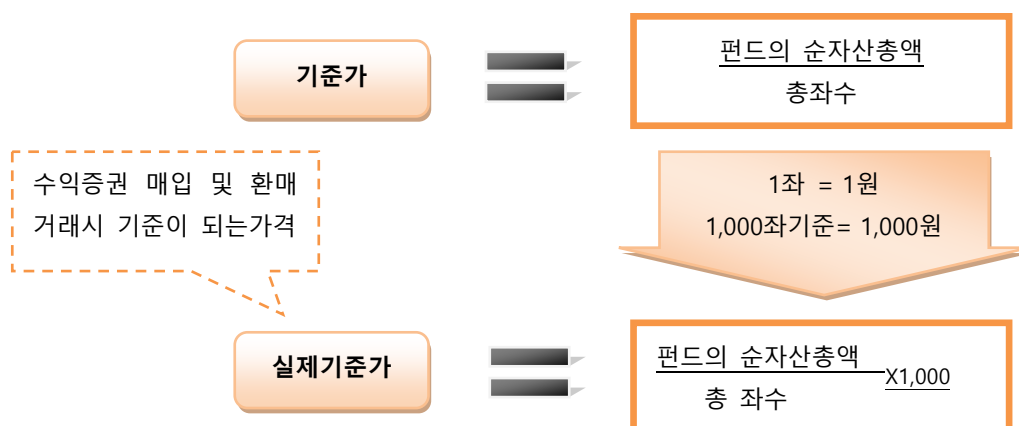 기준가
펀드의 순자산총액
총좌수
수익증권 매입 및 환매
거래시 기준이 되는가격
1좌 = 1원
1,000좌기준= 1,000원
실제기준가
펀드의 순자산총액
X1,000
총 좌수